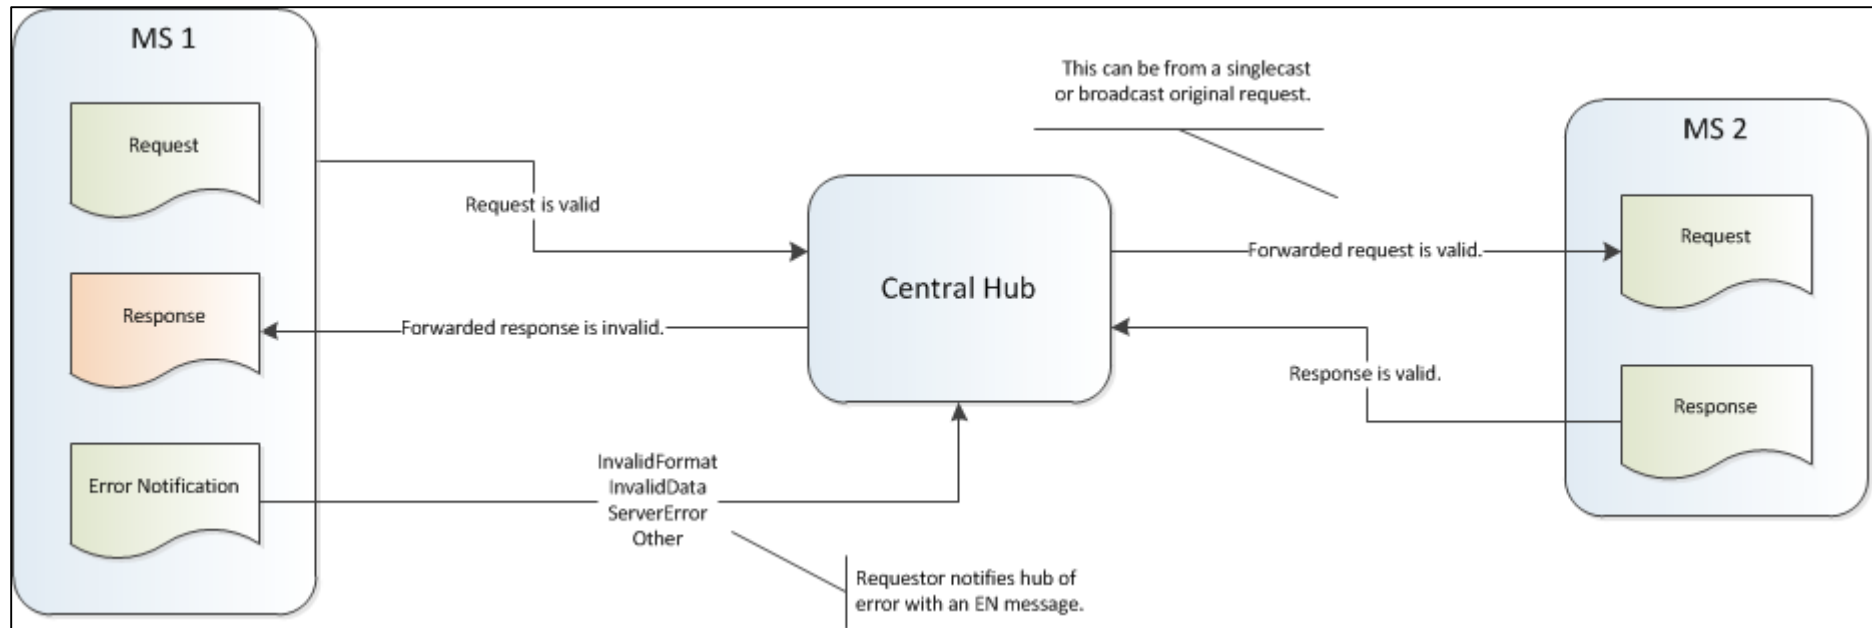 MS 1
Request
Request is valid
Response
Forwarded response is invalid.
Error Notification
InvalidFormat
InvalidData
ServerError
Other
Requestor notifies hub of
error with an EN message.
Central Hub
This can be from a singlecast
or broadcast original request.
Forwarded request is valid.
Response is valid.
MS 2
Request
Response